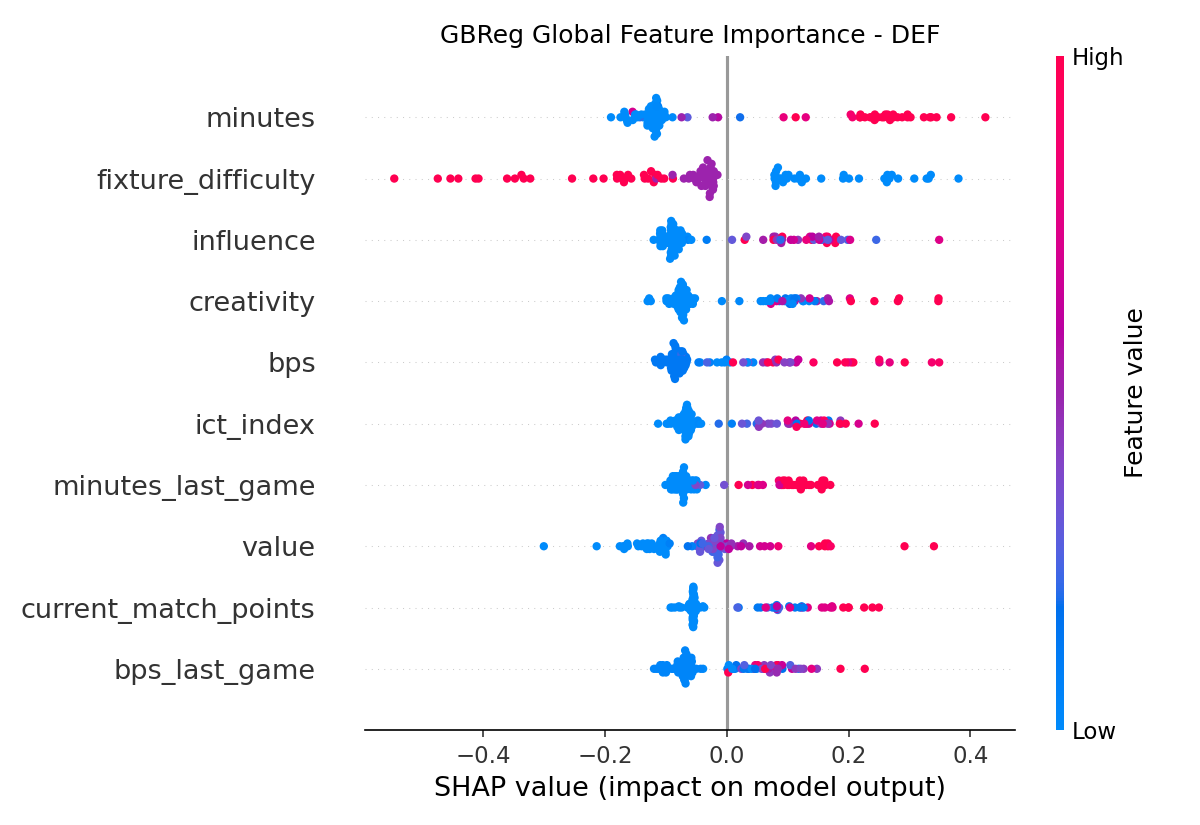 GBReg Global Feature Importance - DEF
High
minutes
fixture_difficulty
influence
creativity
bps
ict_index
minutes_last_game
value
current_match_points
bps_last_game
Feature value
Low
−0.4 −0.2 0.0 0.2 0.4
SHAP value (impact on model output)